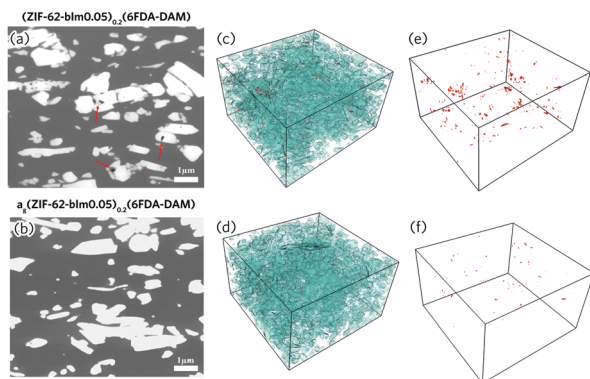 (ZIF-62-bIm0.05)0.2(6FDA-DAM)
(a)
1μm
(c)
(e)
ag(ZIF-62-bIm0.05)0.2(6FDA-DAM)
(b)
1μm
(d)
(f)